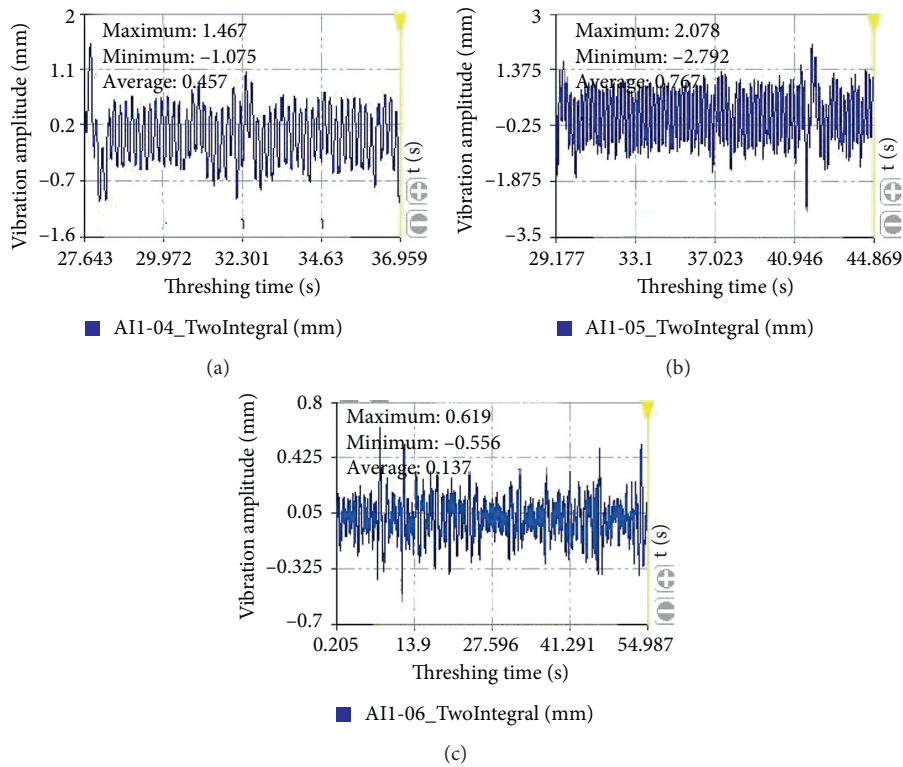 Vibration amplitude (mm)
2
1.1
0.2
−0.7
−1.6
Maximum: 1.467
Minimum: −1.075
Average: 0.457
t (s)
27.643 29.972 32.301 34.63 36.959
Threshing time (s)
AI1-04_TwoIntegral (mm)
(a)
Vibration amplitude (mm)
3
1.375
−0.25
−1.875
−3.5
Maximum: 2.078
Minimum: −2.792
Average: 0.767
t (s)
29.177 33.1 37.023 40.946 44.869
Threshing time (s)
AI1-05_TwoIntegral (mm)
(b)
Vibration amplitude (mm)
0.8
0.425
0.05
−0.325
−0.7
Maximum: 0.619
Minimum: −0.556
Average: 0.137
t (s)
0.205 13.9 27.596 41.291 54.987
Threshing time (s)
AI1-06_TwoIntegral (mm)
(c)